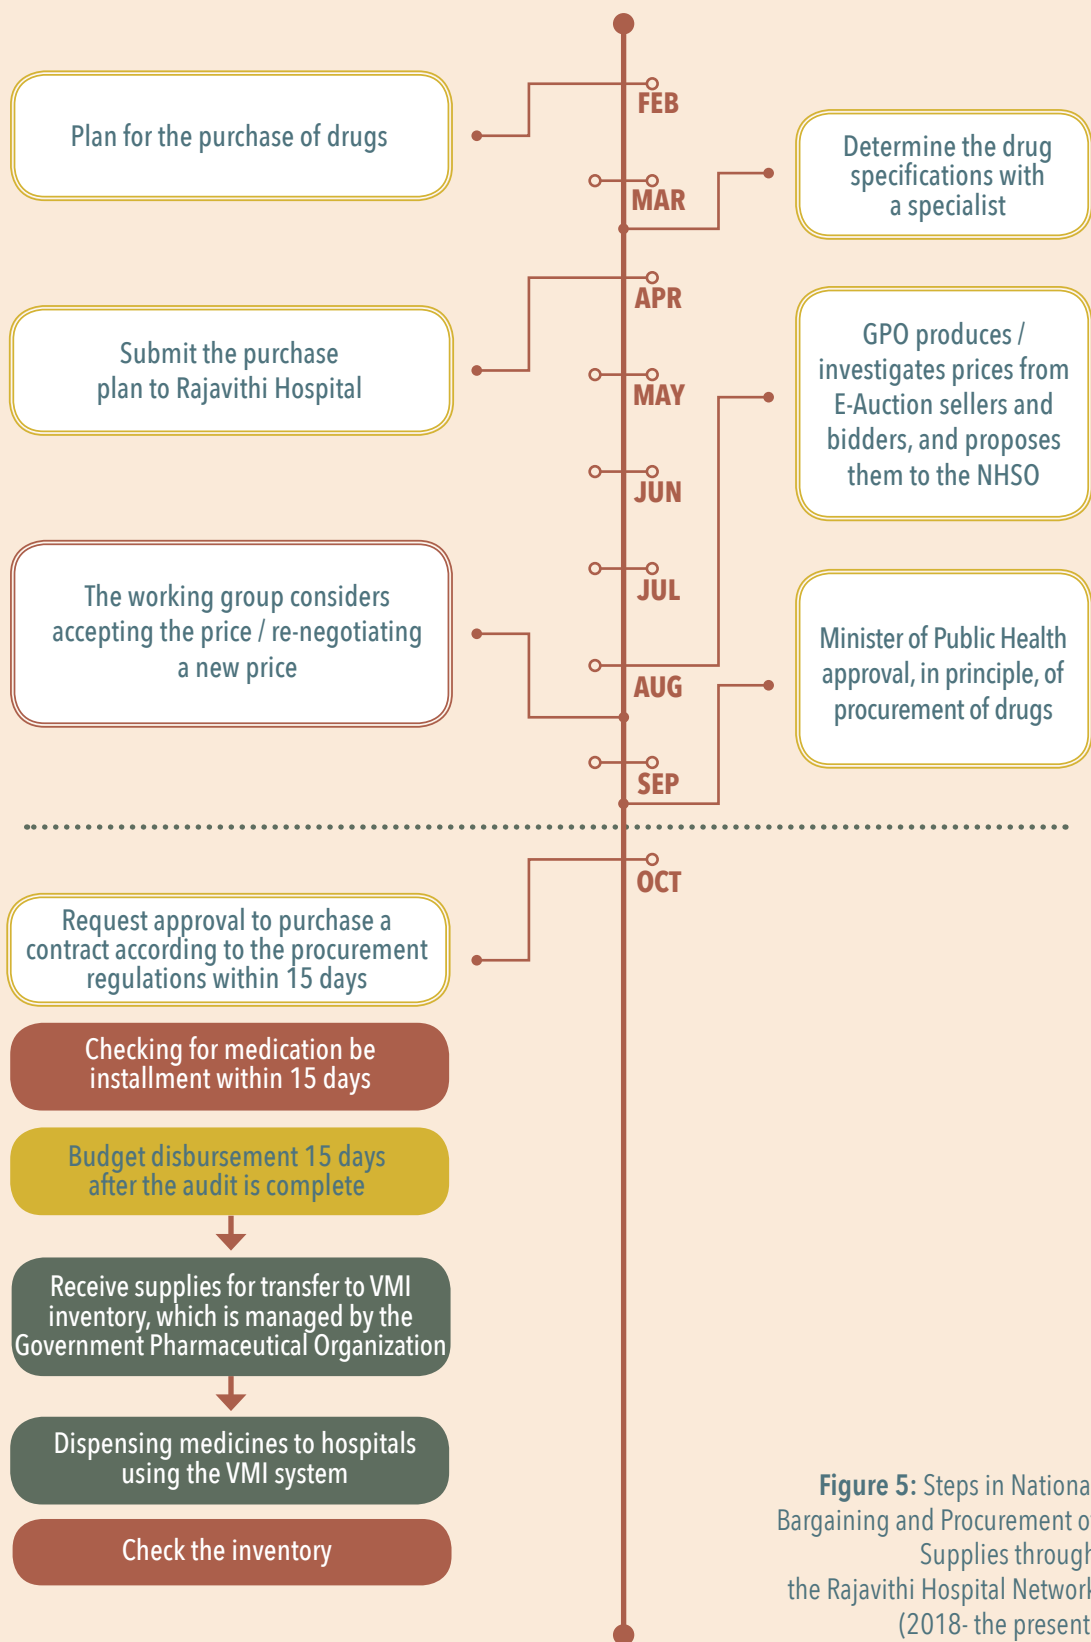 FEB
Plan for the purchase of drugs
MAR
Determine the drug
specifications with
a specialist
APR
Submit the purchase
plan to Rajavithi Hospital
MAY
GPO produces /
investigates prices from
E-Auction sellers and
bidders, and proposes
them to the NHSO
JUN
JUL
The working group considers
accepting the price / re-negotiating
a new price
AUG
Minister of Public Health
approval, in principle, of
procurement of drugs
SEP
OCT
Request approval to purchase a
contract according to the procurement
regulations within 15 days
Checking for medication be
installment within 15 days
Budget disbursement 15 days
after the audit is complete
Receive supplies for transfer to VMI
inventory, which is managed by the
Government Pharmaceutical Organization
Dispensing medicines to hospitals
using the VMI system
Check the inventory
Figure 5: Steps in Nationa
Bargaining and Procurement o
Supplies through
the Rajavithi Hospital Network
(2018- the present